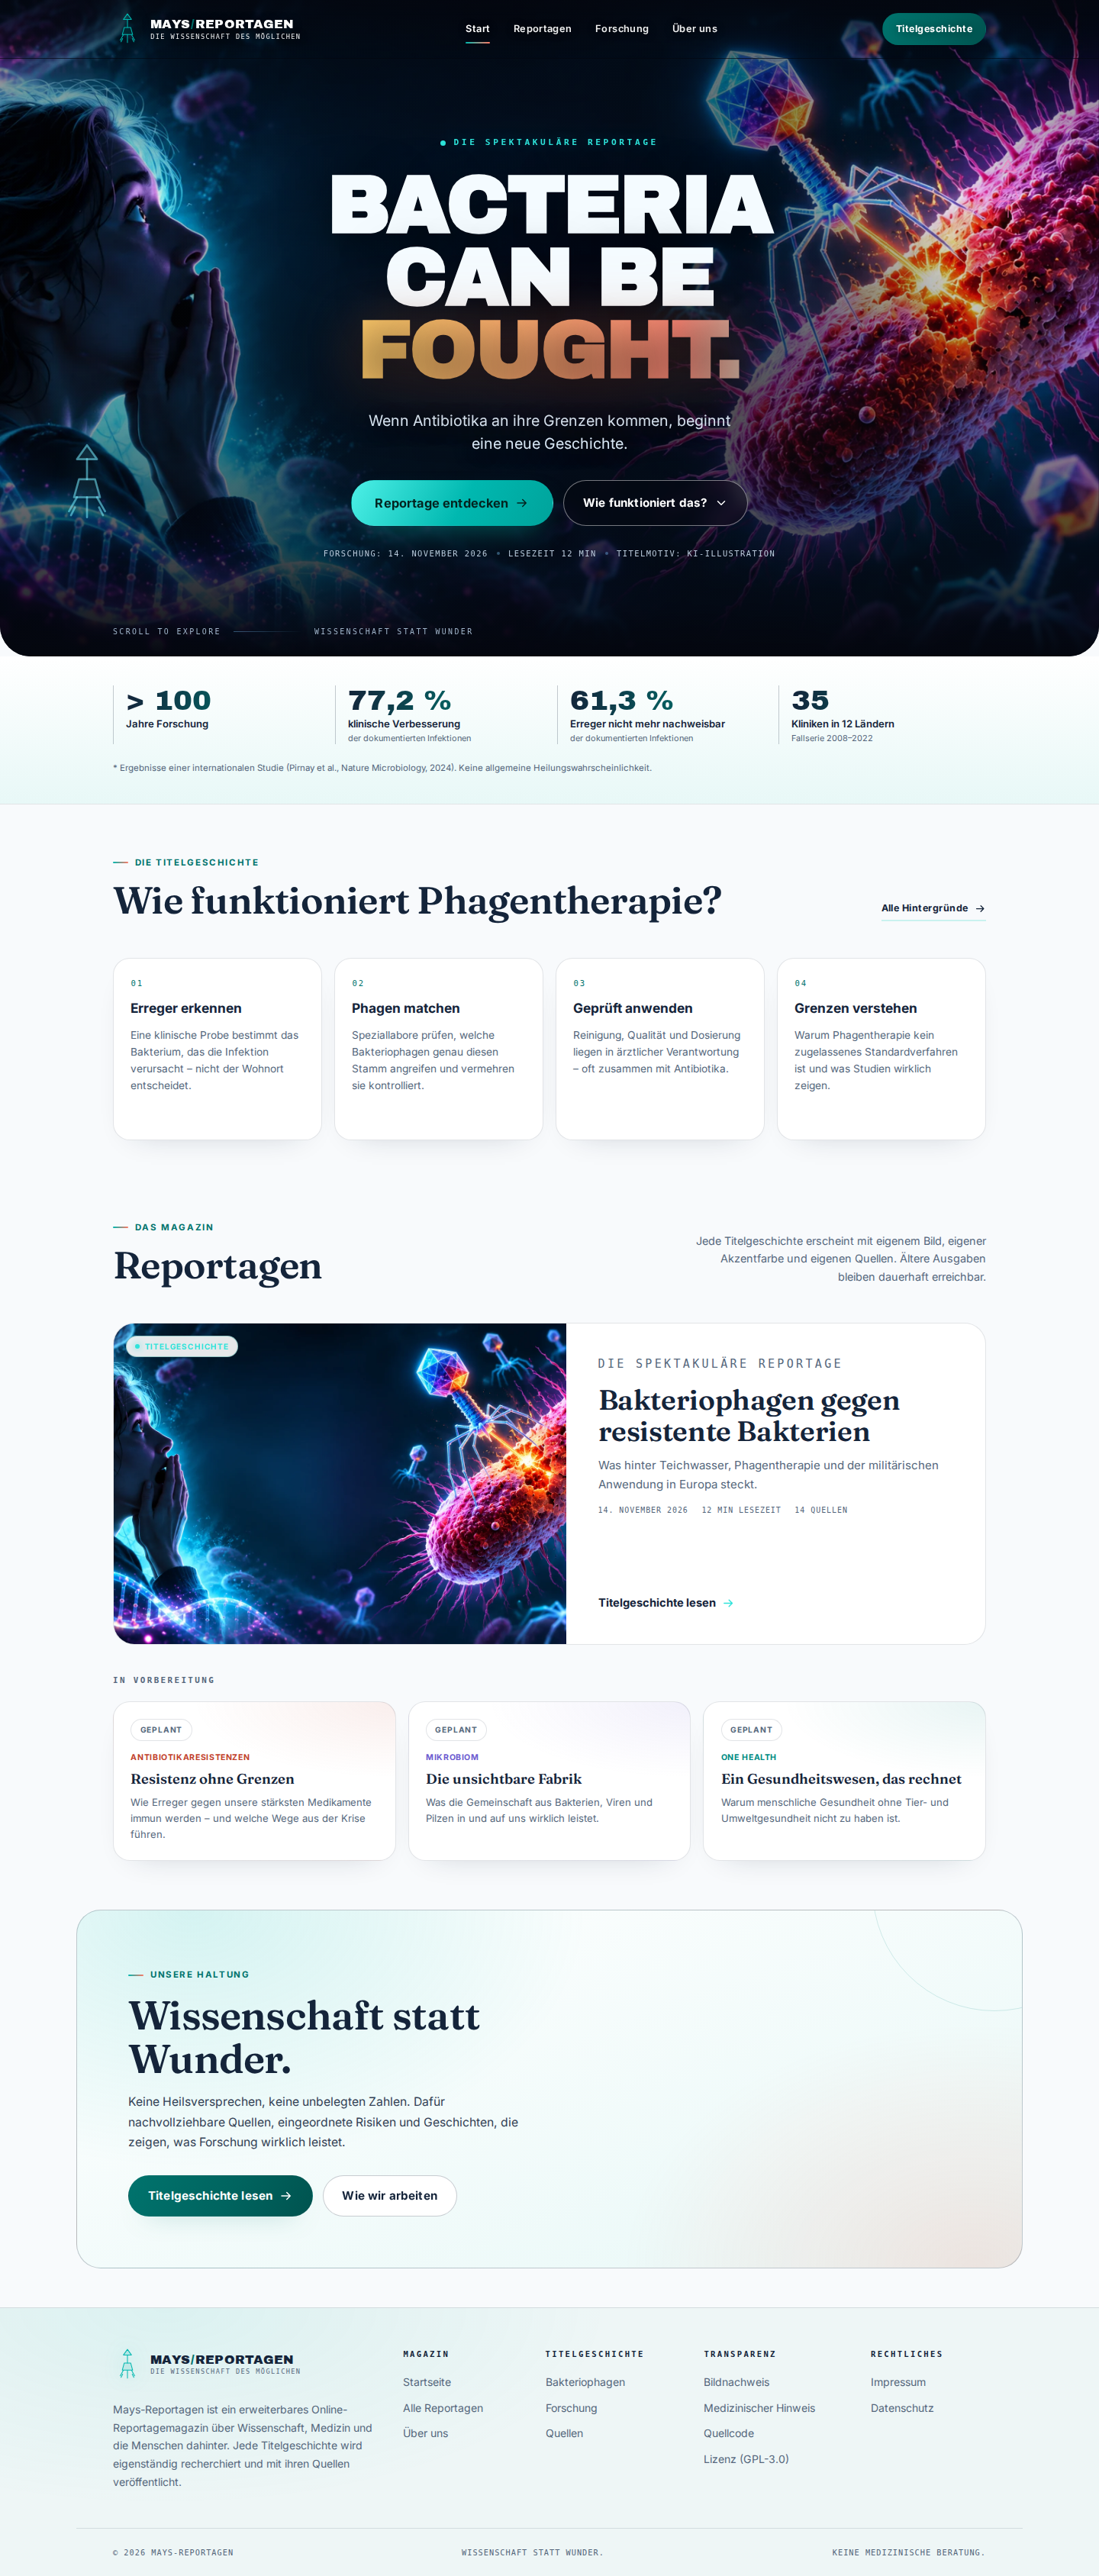 MAYS/REPORTAGEN
DIE WISSENSCHAFT DES MÖGLICHEN
Start
Reportagen
Forschung
Über uns
Titelgeschichte
DIE SPEKTAKULÄRE REPORTAGE
BACTERIA
CAN BE
FOUGHT.
Wenn Antibiotika an ihre Grenzen kommen, beginnt
eine neue Geschichte.
Reportage entdecken →
Wie funktioniert das?
FORSCHUNG: 14. NOVEMBER 2026 • LESEZEIT 12 MIN • TITELMOTIV: KI-ILLUSTRATION
SCROLL TO EXPLORE
WISSENSCHAFT STATT WUNDER
> 100
Jahre Forschung
77,2 %
klinische Verbesserung
der dokumentierten Infektionen
61,3 %
Erreger nicht mehr nachweisbar
der dokumentierten Infektionen
35
Kliniken in 12 Ländern
Fallserie 2008–2022
* Ergebnisse einer internationalen Studie (Pirnay et al., Nature Microbiology, 2024). Keine allgemeine Heilungswahrscheinlichkeit.
DIE TITELGESCHICHTE
Wie funktioniert Phagentherapie?
Alle Hintergründe →
01
Erreger erkennen
Eine klinische Probe bestimmt das
Bakterium, das die Infektion
verursacht – nicht der Wohnort
entscheidet.
02
Phagen matchen
Speziallabore prüfen, welche
Bakteriophagen genau diesen
Stamm angreifen und vermehren
sie kontrolliert.
03
Geprüft anwenden
Reinigung, Qualität und Dosierung
liegen in ärztlicher Verantwortung
– oft zusammen mit Antibiotika.
04
Grenzen verstehen
Warum Phagentherapie kein
zugelassenes Standardverfahren
ist und was Studien wirklich
zeigen.
DAS MAGAZIN
Reportagen
Jede Titelgeschichte erscheint mit eigenem Bild, eigener
Akzentfarbe und eigenen Quellen. Ältere Ausgaben
bleiben dauerhaft erreichbar.
TITELGESCHICHTE
DIE SPEKTAKULÄRE REPORTAGE
Bakteriophagen gegen
resistente Bakterien
Was hinter Teichwasser, Phagentherapie und der militärischen
Anwendung in Europa steckt.
14. NOVEMBER 2026 12 MIN LESEZEIT 14 QUELLEN
Titelgeschichte lesen →
IN VORBEREITUNG
GEPLANT
ANTIBIOTIKARESISTENZEN
Resistenz ohne Grenzen
Wie Erreger gegen unsere stärksten Medikamente
immun werden – und welche Wege aus der Krise
führen.
GEPLANT
MIKROBIOM
Die unsichtbare Fabrik
Was die Gemeinschaft aus Bakterien, Viren und
Pilzen in und auf uns wirklich leistet.
GEPLANT
ONE HEALTH
Ein Gesundheitswesen, das rechnet
Warum menschliche Gesundheit ohne Tier- und
Umweltgesundheit nicht zu haben ist.
UNSERE HALTUNG
Wissenschaft statt
Wunder.
Keine Heilsversprechen, keine unbelegten Zahlen. Dafür
nachvollziehbare Quellen, eingeordnete Risiken und Geschichten, die
zeigen, was Forschung wirklich leistet.
Titelgeschichte lesen →
Wie wir arbeiten
MAYS/REPORTAGEN
DIE WISSENSCHAFT DES MÖGLICHEN
Mays-Reportagen ist ein erweiterbares Online-
Reportagemagazin über Wissenschaft, Medizin und
die Menschen dahinter. Jede Titelgeschichte wird
eigenständig recherchiert und mit ihren Quellen
veröffentlicht.
MAGAZIN
Startseite
Alle Reportagen
Über uns
TITELGESCHICHTE
Bakteriophagen
Forschung
Quellen
TRANSPARENZ
Bildnachweis
Medizinischer Hinweis
Quellcode
Lizenz (GPL-3.0)
RECHTLICHES
Impressum
Datenschutz
© 2026 MAYS-REPORTAGEN
WISSENSCHAFT STATT WUNDER.
KEINE MEDIZINISCHE BERATUNG.